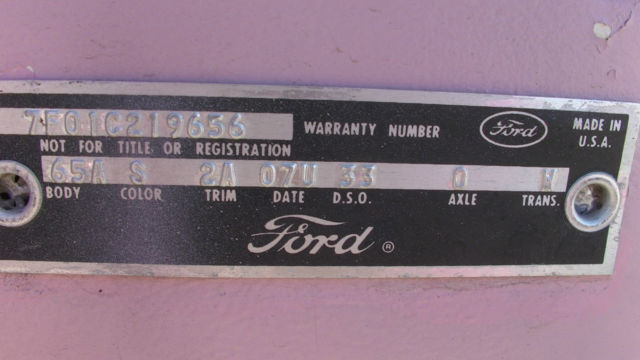 7F01C219656 WARRANTY NUMBER Ford MADE IN U.S.A.
NOT FOR TITLE OR REGISTRATION
65A S 2A 07U 33 0 W
BODY COLOR TRIM DATE D.S.O. AXLE TRANS.
Ford ®